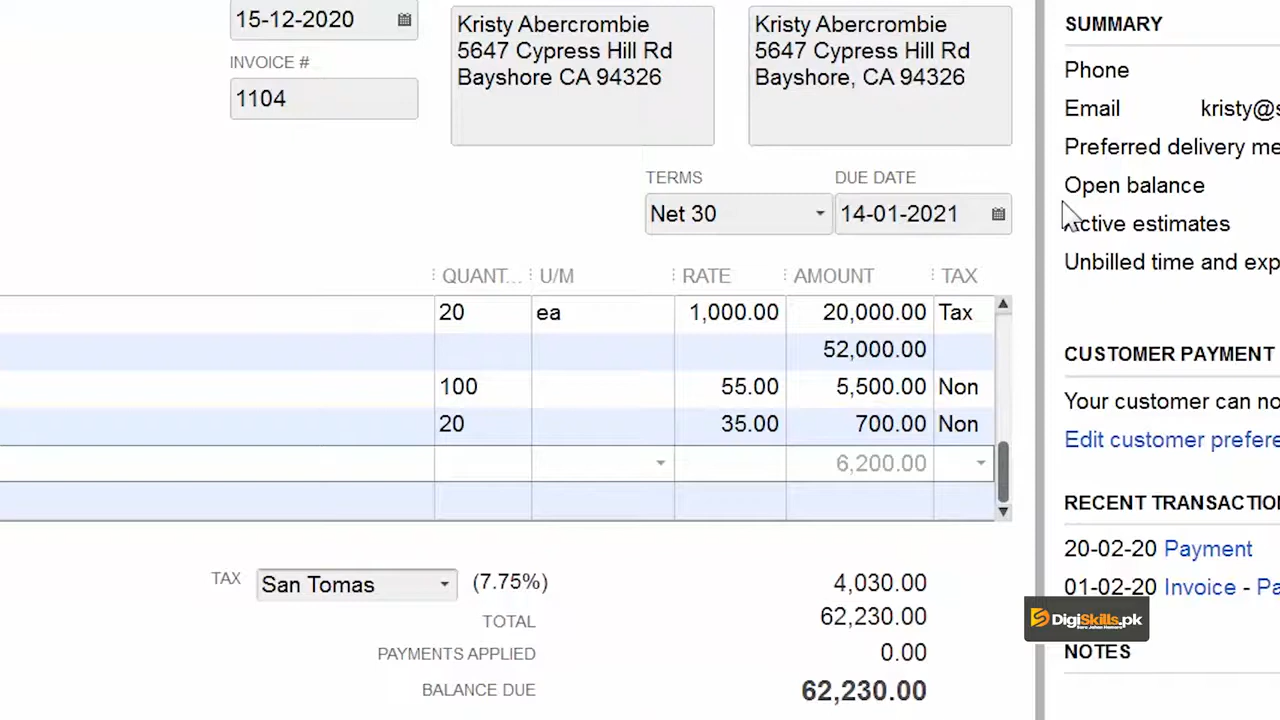 15-12-2020
INVOICE #
1104
Kristy Abercrombie
5647 Cypress Hill Rd
Bayshore CA 94326
Kristy Abercrombie
5647 Cypress Hill Rd
Bayshore, CA 94326
TERMS
DUE DATE
Net 30
14-01-2021
QUANT... U/M RATE AMOUNT TAX
20 ea 1,000.00 20,000.00 Tax
52,000.00
100 55.00 5,500.00 Non
20 35.00 700.00 Non
6,200.00
TAX San Tomas (7.75%) 4,030.00
TOTAL 62,230.00
PAYMENTS APPLIED 0.00
BALANCE DUE 62,230.00
SUMMARY
Phone
Email kristy@s
Preferred delivery me
Open balance
Active estimates
Unbilled time and exp
CUSTOMER PAYMENT
Your customer can no
Edit customer prefere
RECENT TRANSACTIO
20-02-20 Payment
01-02-20 Invoice - Pa
DigiSkills.pk
NOTES